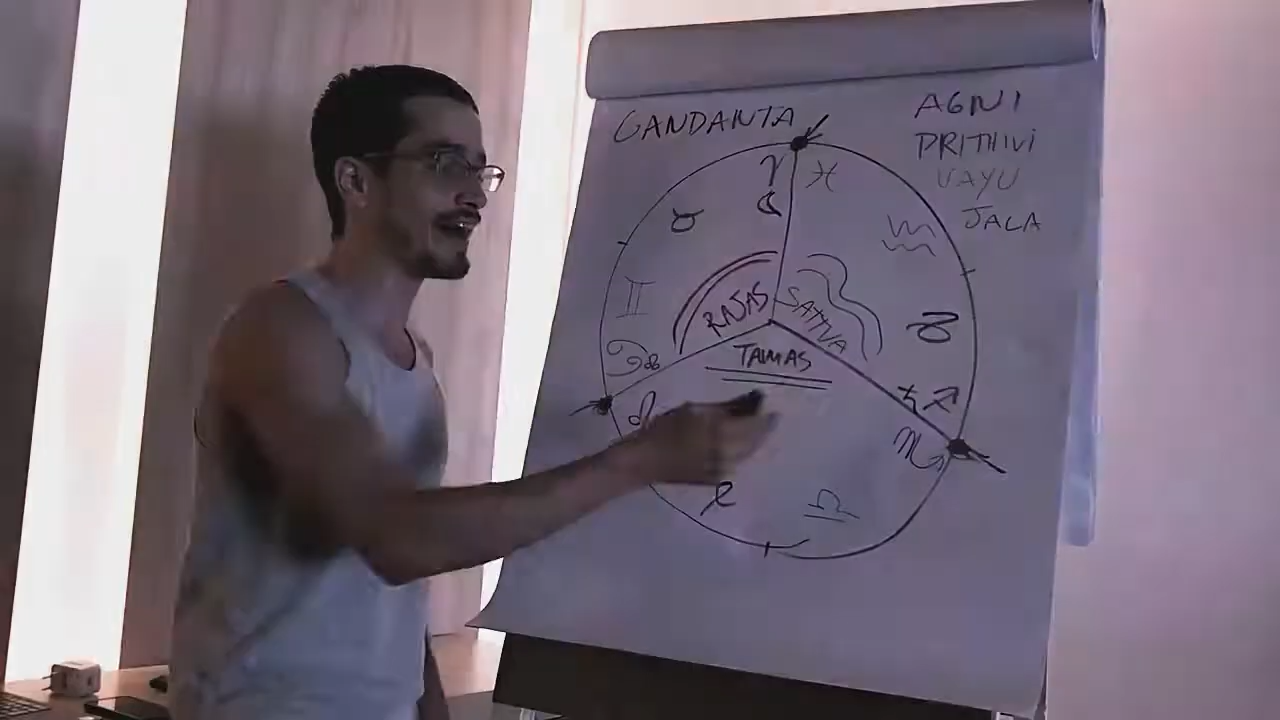 GANDANTA
AGNI
PRITHIVI
VAYU
JALA
♈ ♓
♉
♒
♊
RAJAS
SATTVA
♑
TAMAS
♋
♌
♄ ♐
♏
♎